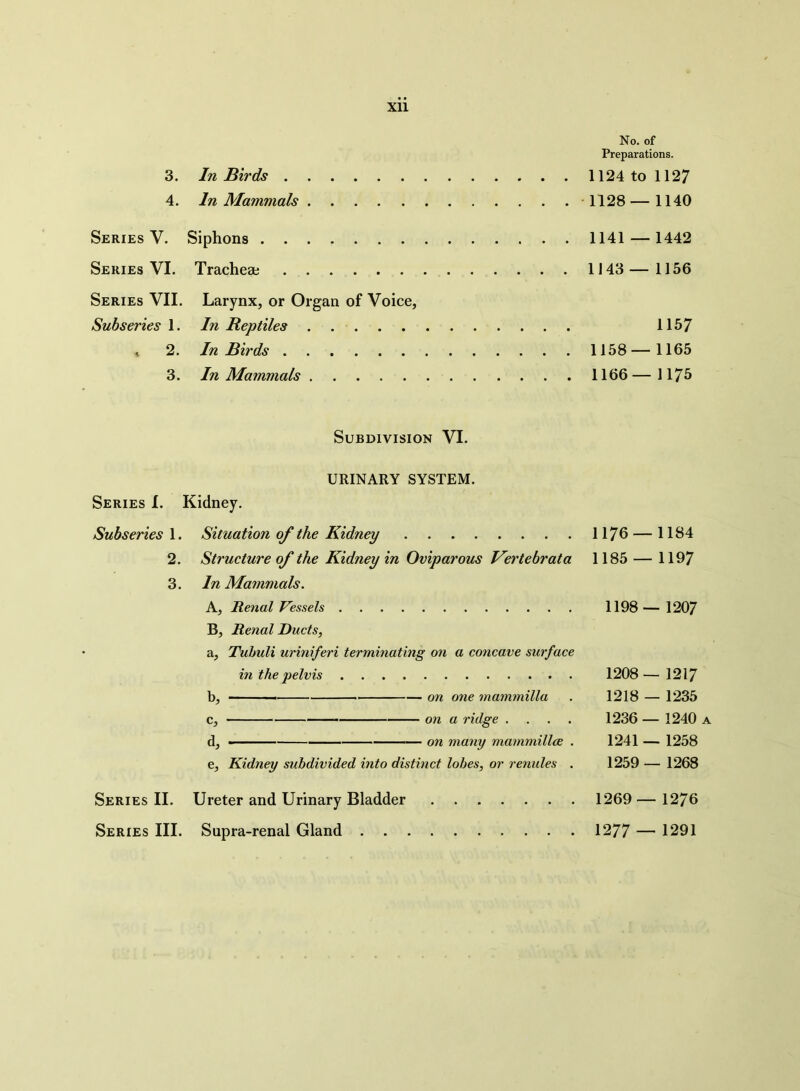 xii
No. of
Preparations.
3. In Birds . . . . . . . . . . . . . 1124 to 1127
4. In Mammals . . . . . . . . . . . . 1128 — 1140
Series V. Siphons . . . . . . . . . . . . . . 1141 — 1442
Series VI. Tracheæ . . . . . . . . . . . . . 1143 — 1156
Series VII. Larynx, or Organ of Voice,
Subseries 1. In Reptiles . . . . . . . . . . . . 1157
2. In Birds . . . . . . . . . . . . . 1158 — 1165
3. In Mammals . . . . . . . . . . . . 1166 — 1175
Subdivision VI.
URINARY SYSTEM.
Series I. Kidney.
Subseries 1. Situation of the Kidney . . . . . . . . 1176 — 1184
2. Structure of the Kidney in Oviparous Vertebrata 1185 — 1197
3. In Mammals.
A, Renal Vessels . . . . . . . . . . . . 1198 — 1207
B, Renal Ducts,
a, Tubuli uriniferi terminating on a concave surface
in the pelvis . . . . . . . . . . . . 1208 — 1217
b, ———————— on one mammilla . 1218 — 1235
c, ———————— on a ridge . . . . 1236 — 1240 A
d, ———————— on many mammillæ . 1241 — 1258
e, Kidney subdivided into distinct lobes, or renules . 1259 — 1268
Series II. Ureter and Urinary Bladder . . . . . . . 1269 — 1276
Series III. Supra-renal Gland . . . . . . . . . . 1277 — 1291